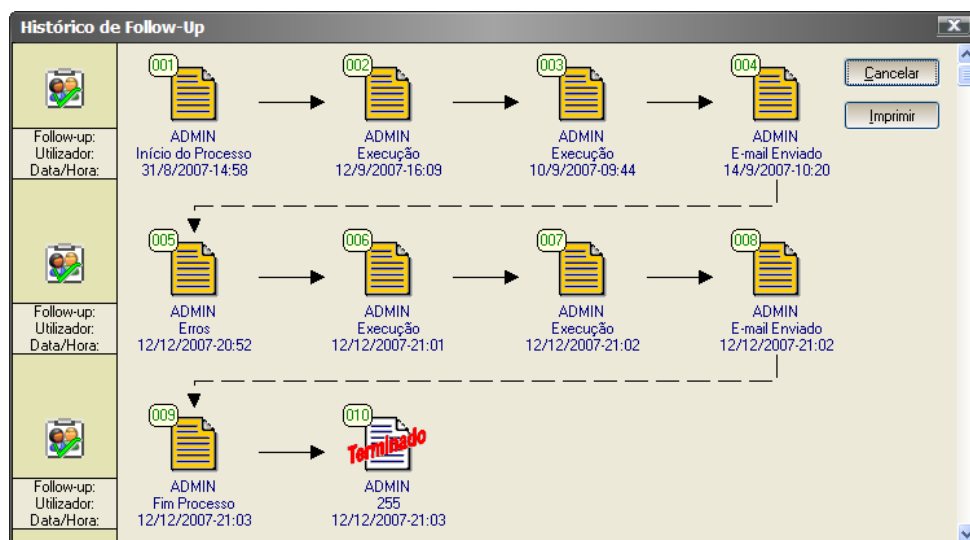 Histórico de Follow-Up
001 002 003 004
Cancelar
Imprimir
Follow-up: ADMIN ADMIN ADMIN ADMIN
Utilizador: Início do Processo Execução Execução E-mail Enviado
Data/Hora: 31/8/2007-14:58 12/9/2007-16:09 10/9/2007-09:44 14/9/2007-10:20
005 006 007 008
Follow-up: ADMIN ADMIN ADMIN ADMIN
Utilizador: Erros Execução Execução E-mail Enviado
Data/Hora: 12/12/2007-20:52 12/12/2007-21:01 12/12/2007-21:02 12/12/2007-21:02
009 010
Terminado
Follow-up: ADMIN ADMIN
Utilizador: Fim Processo 255
Data/Hora: 12/12/2007-21:03 12/12/2007-21:03